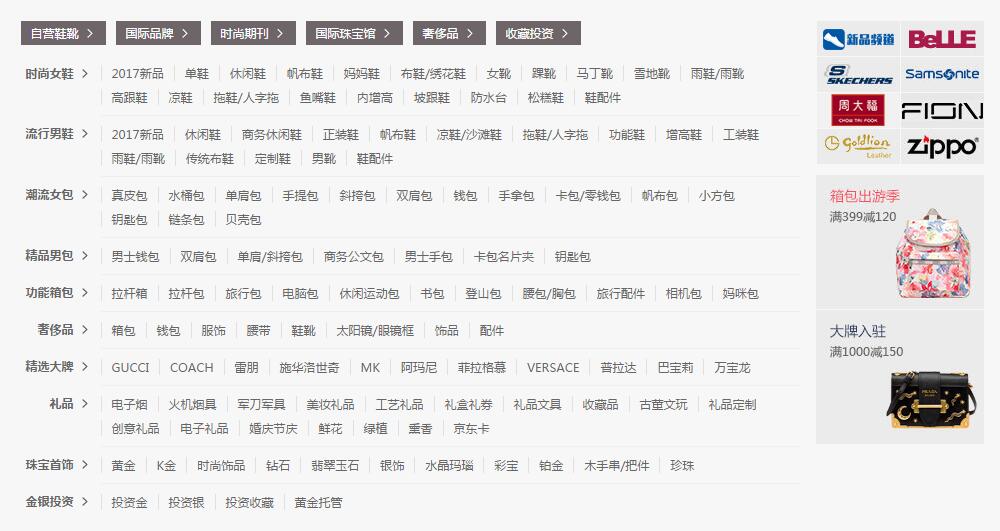 自营鞋靴 国际品牌 时尚期刊 国际珠宝馆 奢侈品 收藏投资
时尚女鞋 2017新品 单鞋 休闲鞋 帆布鞋 妈妈鞋 布鞋/绣花鞋 女靴 踝靴 马丁靴 雪地靴 雨鞋/雨靴
高跟鞋 凉鞋 拖鞋/人字拖 鱼嘴鞋 内增高 坡跟鞋 防水台 松糕鞋 鞋配件
流行男鞋 2017新品 休闲鞋 商务休闲鞋 正装鞋 帆布鞋 凉鞋/沙滩鞋 拖鞋/人字拖 功能鞋 增高鞋 工装鞋
雨鞋/雨靴 传统布鞋 定制鞋 男靴 鞋配件
潮流女包 真皮包 水桶包 单肩包 手提包 斜挎包 双肩包 钱包 手拿包 卡包/零钱包 帆布包 小方包
钥匙包 链条包 贝壳包
精品男包 男士钱包 双肩包 单肩/斜挎包 商务公文包 男士手包 卡包名片夹 钥匙包
功能箱包 拉杆箱 拉杆包 旅行包 电脑包 休闲运动包 书包 登山包 腰包/胸包 旅行配件 相机包 妈咪包
奢侈品 箱包 钱包 服饰 腰带 鞋靴 太阳镜/眼镜框 饰品 配件
精选大牌 GUCCI COACH 雷朋 施华洛世奇 MK 阿玛尼 菲拉格慕 VERSACE 普拉达 巴宝莉 万宝龙
礼品 电子烟 火机烟具 军刀军具 美妆礼品 工艺礼品 礼盒礼券 礼品文具 收藏品 古董文玩 礼品定制
创意礼品 电子礼品 婚庆节庆 鲜花 绿植 熏香 京东卡
珠宝首饰 黄金 K金 时尚饰品 钻石 翡翠玉石 银饰 水晶玛瑙 彩宝 铂金 木手串/把件 珍珠
金银投资 投资金 投资银 投资收藏 黄金托管
新品频道 BeLLE
SKECHERS Samsonite
周大福 CHOW TAI FOOK FION
goldlion Leather zippo
箱包出游季
满399减120
大牌入驻
满1000减150
PRADA